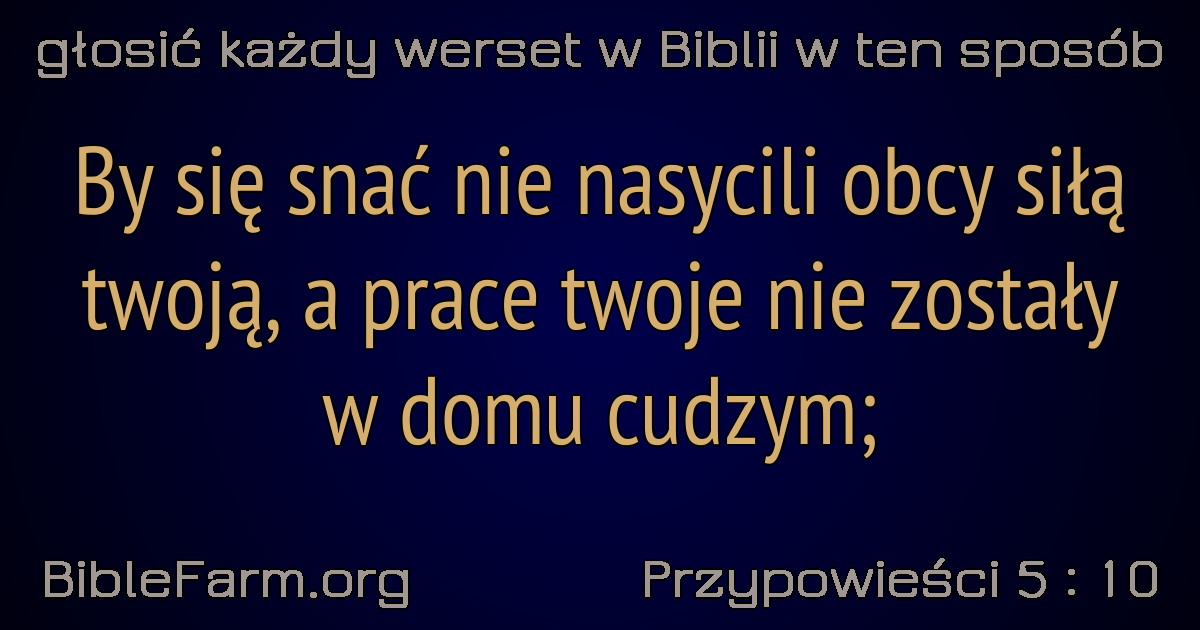 głosić każdy werset w Biblii w ten sposób
By się snać nie nasycili obcy siłą
twoją, a prace twoje nie zostały
w domu cudzym;
BibleFarm.org
Przypowieści 5 : 10